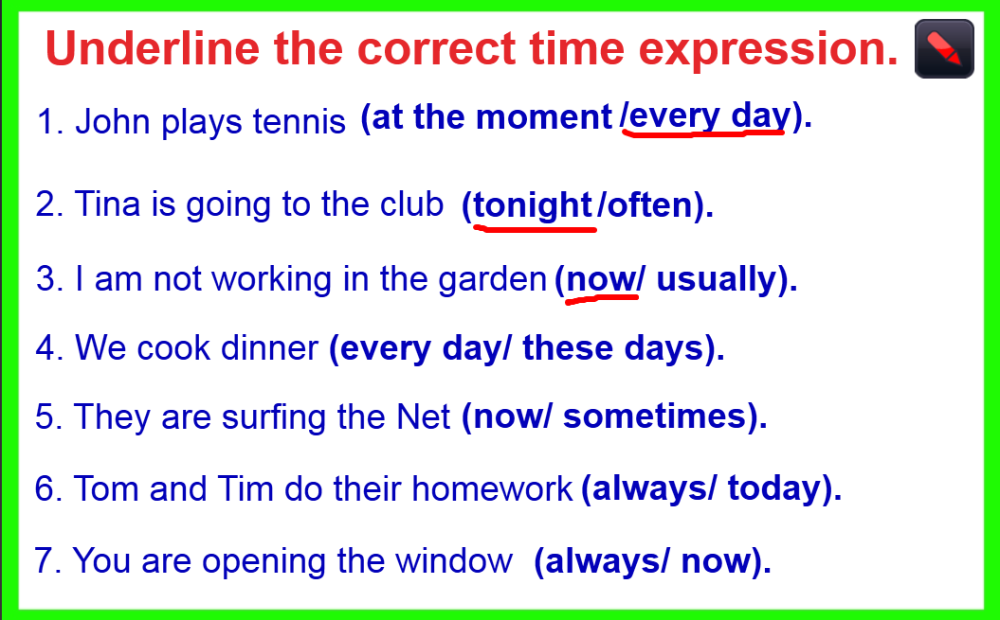 Underline the correct time expression.
1. John plays tennis (at the moment /every day).
2. Tina is going to the club (tonight /often).
3. I am not working in the garden (now/ usually).
4. We cook dinner (every day/ these days).
5. They are surfing the Net (now/ sometimes).
6. Tom and Tim do their homework (always/ today).
7. You are opening the window (always/ now).